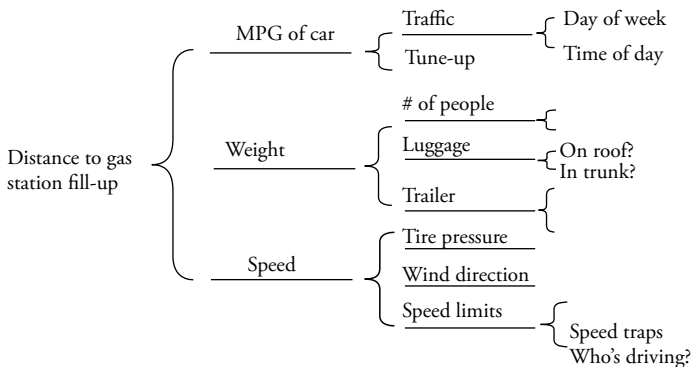 MPG of car
Traffic
Day of week
Time of day
Tune-up
Distance to gas
station fill-up
Weight
# of people
Luggage
On roof?
In trunk?
Trailer
Speed
Tire pressure
Wind direction
Speed limits
Speed traps
Who's driving?